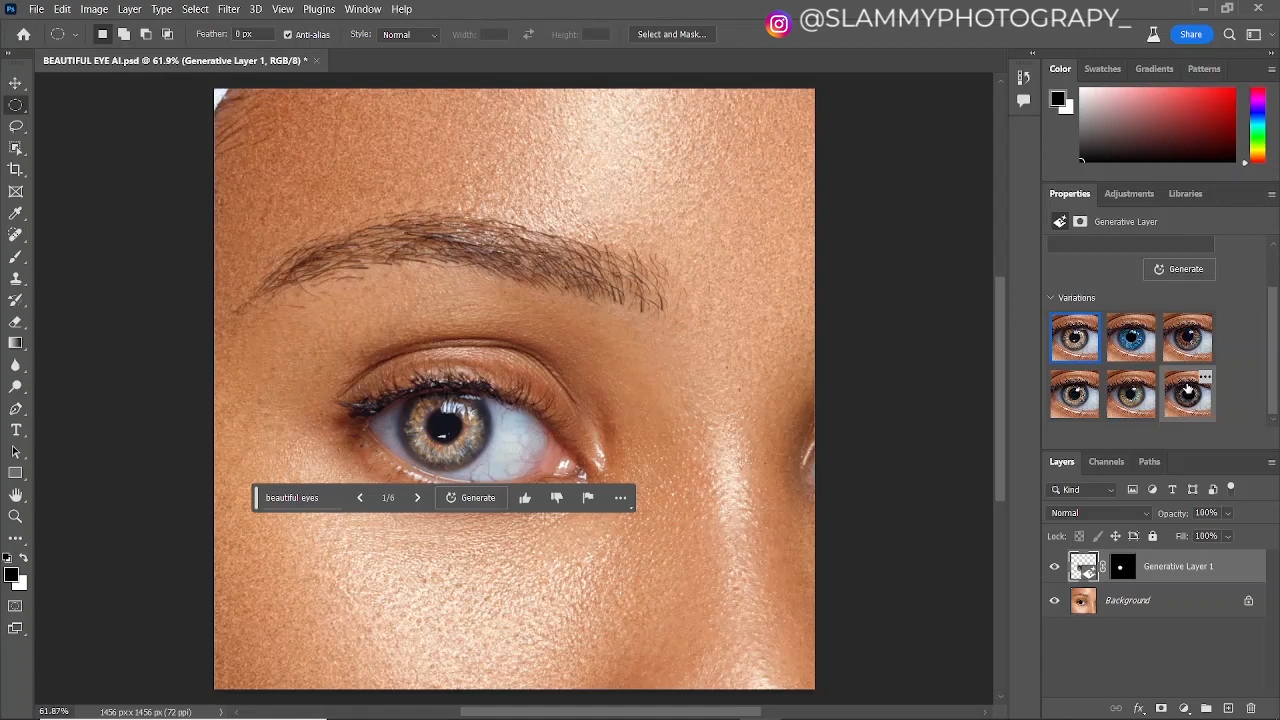 Ps File Edit Image Layer Type Select Filter 3D View Plugins Window Help
@SLAMMYPHOTOGRAPY_
Feather: 0 px Anti-alias Style: Normal Width: Height: Select and Mask... Share
BEAUTIFUL EYE AI.psd @ 61.9% (Generative Layer 1, RGB/8) *
Color Swatches Gradients Patterns
Properties Adjustments Libraries
Generative Layer
Generate
Variations
beautiful eyes 1/6 Generate
Layers Channels Paths
Kind
Normal Opacity: 100%
Lock: Fill: 100%
Generative Layer 1
Background
61.87% 1456 px x 1456 px (72 ppi)